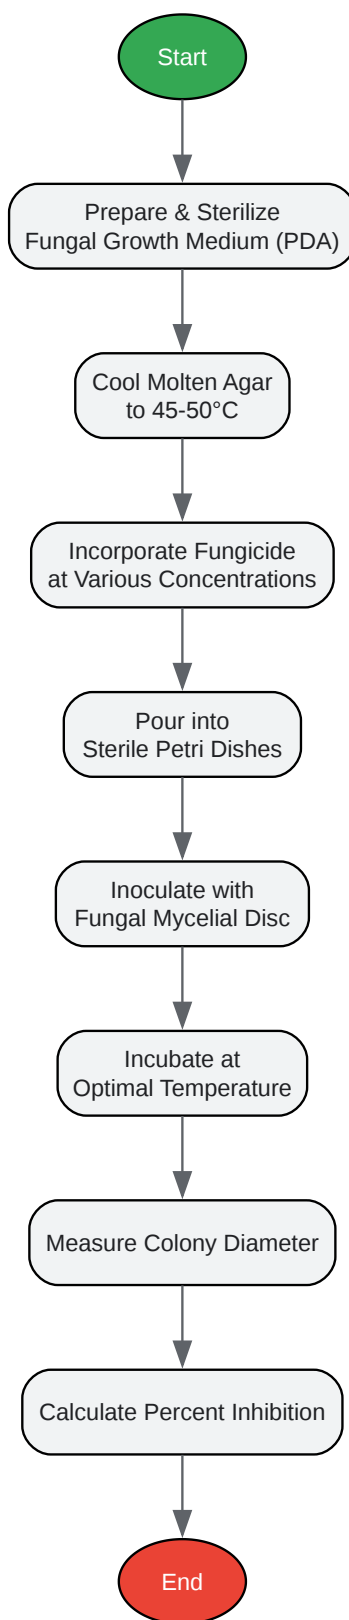 Start
Prepare & Sterilize
Fungal Growth Medium (PDA)
Cool Molten Agar
to 45-50°C
Incorporate Fungicide
at Various Concentrations
Pour into
Sterile Petri Dishes
Inoculate with
Fungal Mycelial Disc
Incubate at
Optimal Temperature
Measure Colony Diameter
Calculate Percent Inhibition
End